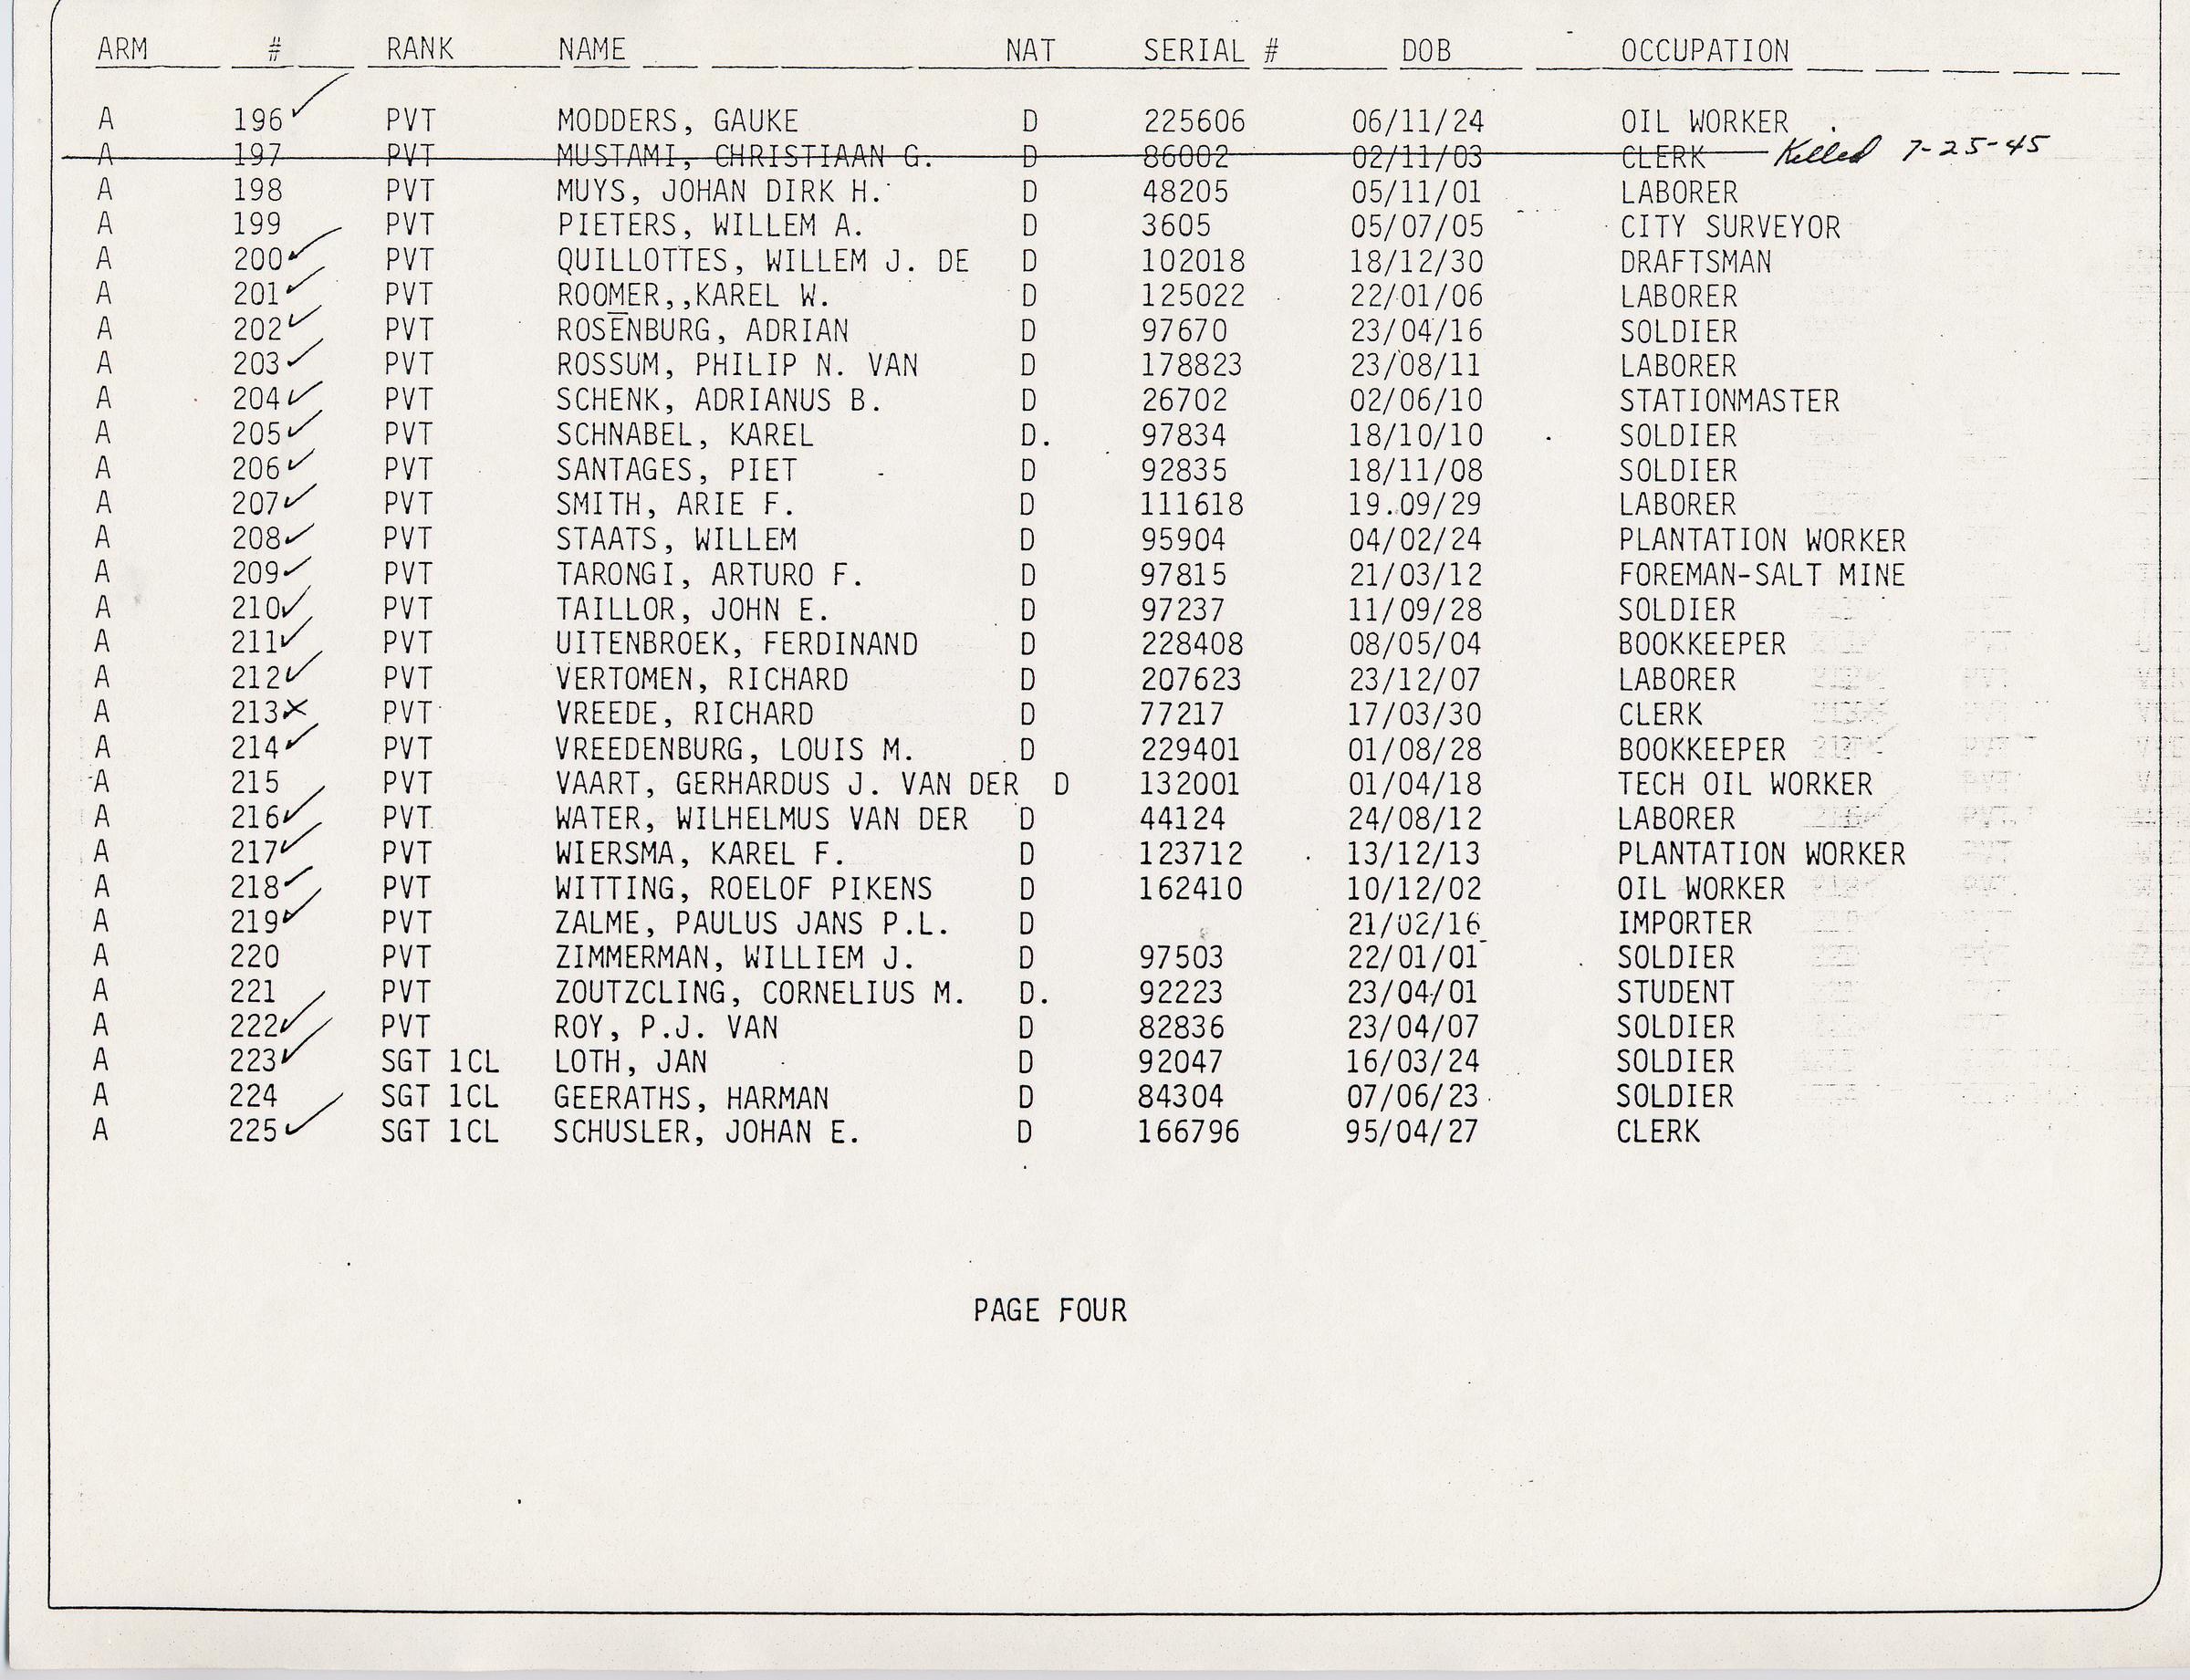 ARM # RANK NAME NAT SERIAL # DOB OCCUPATION
A 196✓ PVT MODDERS, GAUKE D 225606 06/11/24 OIL WORKER
A 197 PVT MUSTAMI, CHRISTIAAN G. D 86002 02/11/03 CLERK Killed 7-25-45
A 198 PVT MUYS, JOHAN DIRK H. D 48205 05/11/01 LABORER
A 199 PVT PIETERS, WILLEM A. D 3605 05/07/05 CITY SURVEYOR
A 200✓ PVT QUILLOTTES, WILLEM J. DE D 102018 18/12/30 DRAFTSMAN
A 201✓ PVT ROOMER,,KAREL W. D 125022 22/01/06 LABORER
A 202✓ PVT ROSENBURG, ADRIAN D 97670 23/04/16 SOLDIER
A 203✓ PVT ROSSUM, PHILIP N. VAN D 178823 23/08/11 LABORER
A 204✓ PVT SCHENK, ADRIANUS B. D 26702 02/06/10 STATIONMASTER
A 205✓ PVT SCHNABEL, KAREL D. 97834 18/10/10 SOLDIER
A 206✓ PVT SANTAGES, PIET D 92835 18/11/08 SOLDIER
A 207✓ PVT SMITH, ARIE F. D 111618 19.09/29 LABORER
A 208✓ PVT STAATS, WILLEM D 95904 04/02/24 PLANTATION WORKER
A 209✓ PVT TARONGI, ARTURO F. D 97815 21/03/12 FOREMAN-SALT MINE
A 210✓ PVT TAILLOR, JOHN E. D 97237 11/09/28 SOLDIER
A 211✓ PVT UITENBROEK, FERDINAND D 228408 08/05/04 BOOKKEEPER
A 212✓ PVT VERTOMEN, RICHARD D 207623 23/12/07 LABORER
A 213✗ PVT VREEDE, RICHARD D 77217 17/03/30 CLERK
A 214✓ PVT VREEDENBURG, LOUIS M. D 229401 01/08/28 BOOKKEEPER
A 215 PVT VAART, GERHARDUS J. VAN DER D 132001 01/04/18 TECH OIL WORKER
A 216✓ PVT WATER, WILHELMUS VAN DER D 44124 24/08/12 LABORER
A 217✓ PVT WIERSMA, KAREL F. D 123712 13/12/13 PLANTATION WORKER
A 218✓ PVT WITTING, ROELOF PIKENS D 162410 10/12/02 OIL WORKER
A 219✓ PVT ZALME, PAULUS JANS P.L. D 21/02/16 IMPORTER
A 220 PVT ZIMMERMAN, WILLIEM J. D 97503 22/01/01 SOLDIER
A 221 PVT ZOUTZCLING, CORNELIUS M. D. 92223 23/04/01 STUDENT
A 222✓ PVT ROY, P.J. VAN D 82836 23/04/07 SOLDIER
A 223✓ SGT 1CL LOTH, JAN D 92047 16/03/24 SOLDIER
A 224 SGT 1CL GEERATHS, HARMAN D 84304 07/06/23 SOLDIER
A 225✓ SGT 1CL SCHUSLER, JOHAN E. D 166796 95/04/27 CLERK
PAGE FOUR